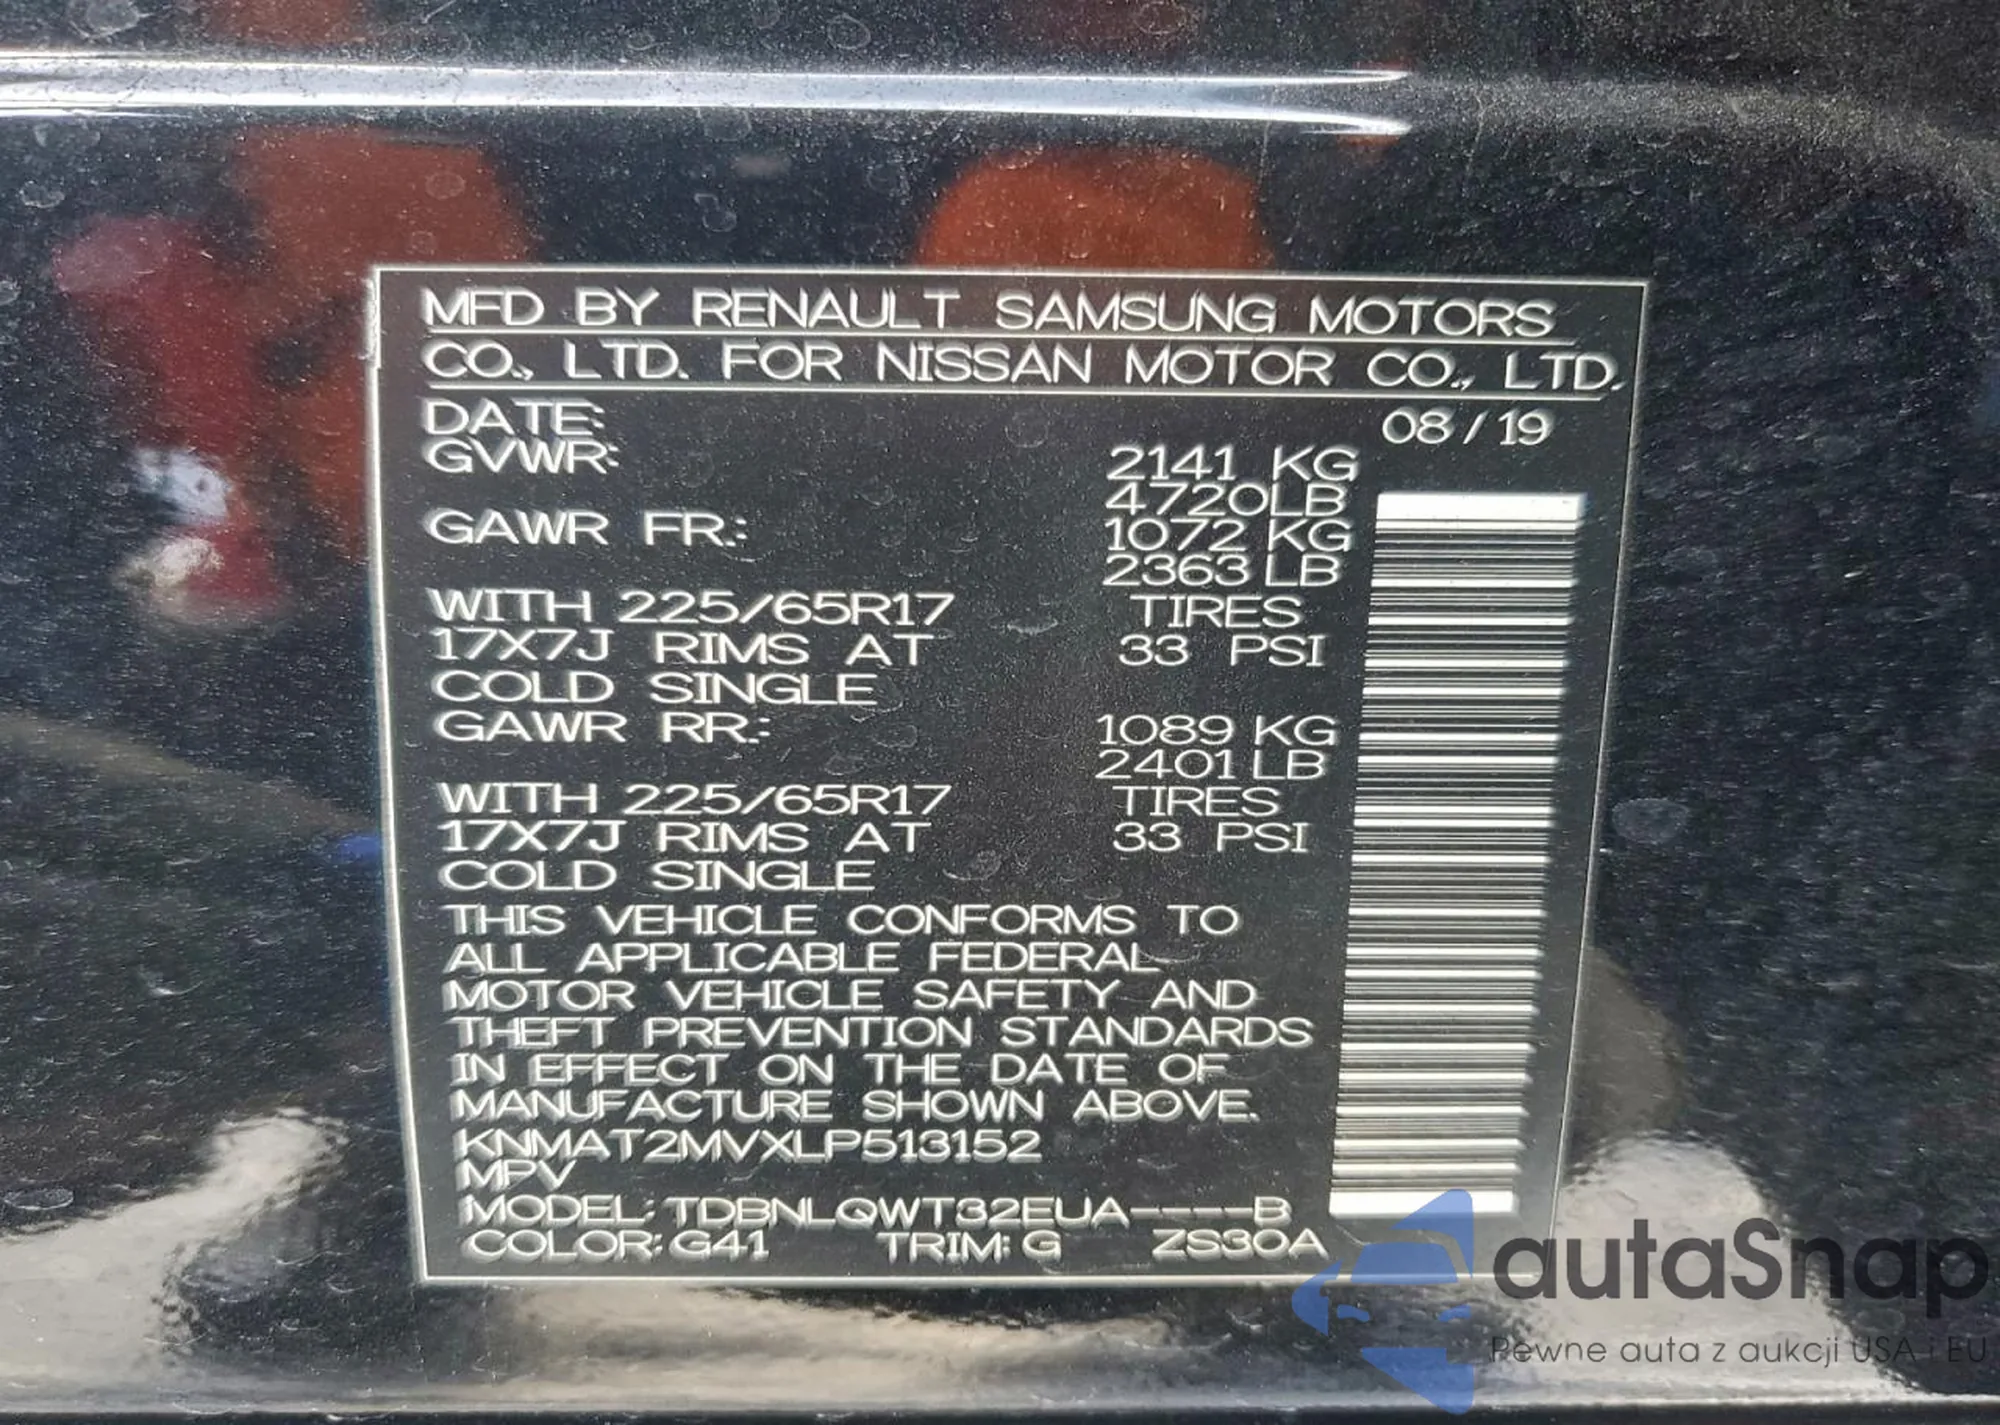 MFD BY RENAULT SAMSUNG MOTORS
CO., LTD. FOR NISSAN MOTOR CO., LTD.
DATE: 08 / 19
GVWR: 2141 KG
4720LB
GAWR FR.: 1072 KG
2363 LB
WITH 225/65R17 TIRES
17X7J RIMS AT 33 PSI
COLD SINGLE
GAWR RR.: 1089 KG
2401 LB
WITH 225/65R17 TIRES
17X7J RIMS AT 33 PSI
COLD SINGLE
THIS VEHICLE CONFORMS TO
ALL APPLICABLE FEDERAL
MOTOR VEHICLE SAFETY AND
THEFT PREVENTION STANDARDS
IN EFFECT ON THE DATE OF
MANUFACTURE SHOWN ABOVE.
KNMAT2MVXLP513152
MPV
MODEL: TDBNLQWT32EUA----B
COLOR: G41 TRIM: G ZS30A
autaSnap
Pewne auta z aukcji USA i EU